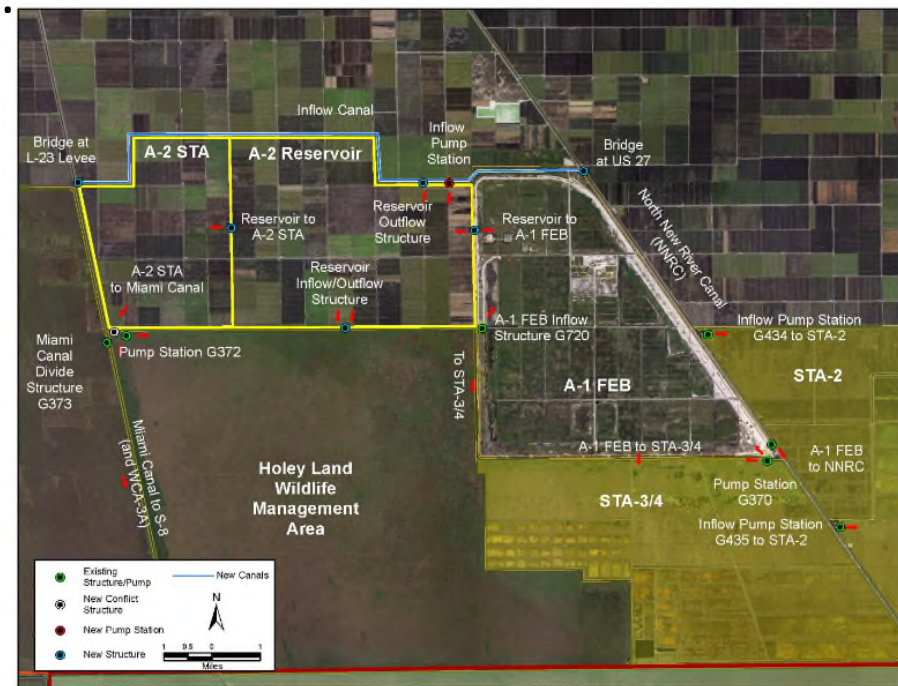 Inflow Canal
Inflow
Pump
Station
Bridge at
L-23 Levee
A-2 STA
A-2 Reservoir
Bridge
at US 27
Reservoir to
A-2 STA
Reservoir
Outflow
Structure
Reservoir to
A-1 FEB
North New River Canal
(NNRC)
A-2 STA
to Miami Canal
Reservoir
Inflow/Outflow
Structure
Miami
Canal
Divide
Structure
G373
Pump Station G372
A-1 FEB Inflow
Structure G720
Inflow Pump Station
G434 to STA-2
STA-2
To STA-3/4
A-1 FEB
Miami Canal to S-8
(and WCA-3A)
Holey Land
Wildlife
Management
Area
A-1 FEB to STA-3/4
A-1 FEB
to NNRC
STA-3/4
Pump Station
G370
Inflow Pump Station
G435 to STA-2
Existing
Structure/Pump
New Canals
New Conflict
Structure
N
New Pump Station
1 0.5 0 1
Miles
New Structure